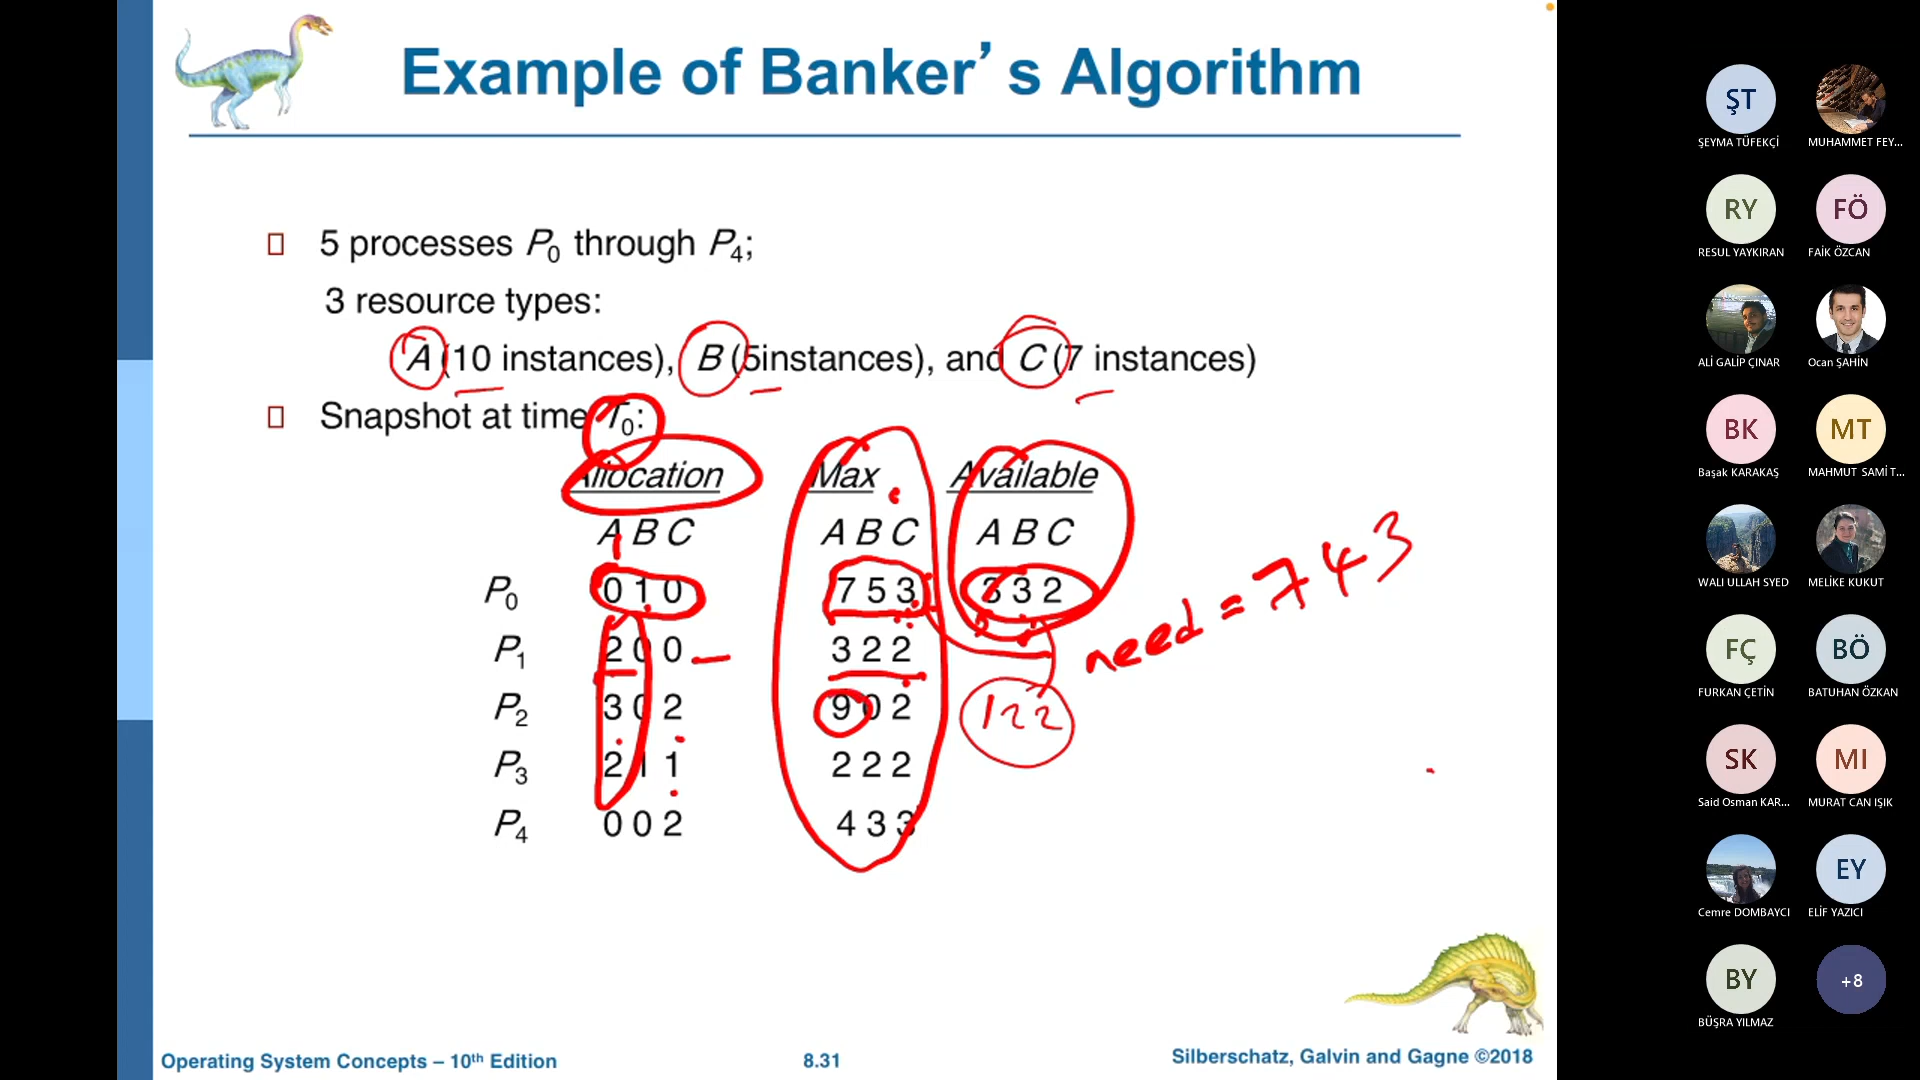 Example of Banker’s Algorithm
5 processes P0 through P4;
3 resource types:
A (10 instances), B (5instances), and C (7 instances)
Snapshot at time T0:
Allocation Max Available
A B C A B C A B C
P0 0 1 0 7 5 3 3 3 2
need = 7 4 3
P1 2 0 0 3 2 2
P2 3 0 2 9 0 2 1 2 2
P3 2 1 1 2 2 2
P4 0 0 2 4 3 3
Operating System Concepts – 10th Edition 8.31 Silberschatz, Galvin and Gagne ©2018
ŞT
ŞEYMA TÜFEKÇİ MUHAMMET FEY...
RY FÖ
RESUL YAYKIRAN FAİK ÖZCAN
ALİ GALİP ÇINAR Ocan ŞAHİN
BK MT
Başak KARAKAŞ MAHMUT SAMİ T...
WALI ULLAH SYED MELİKE KUKUT
FÇ BÖ
FURKAN ÇETİN BATUHAN ÖZKAN
SK MI
Said Osman KAR... MURAT CAN IŞIK
EY
Cemre DOMBAYCI ELİF YAZICI
BY +8
BÜŞRA YILMAZ